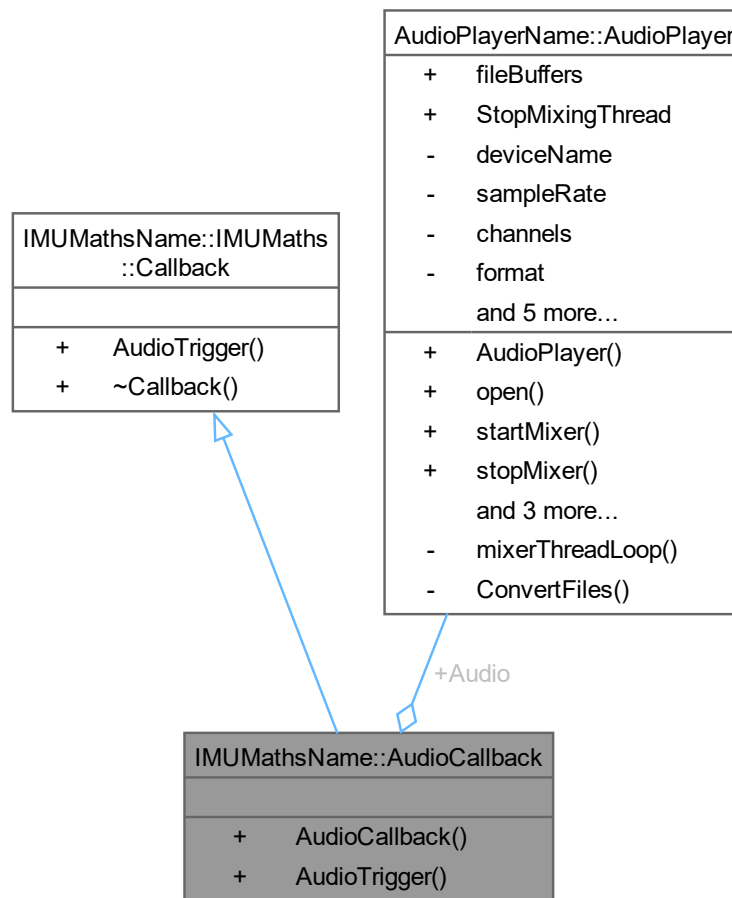 AudioPlayerName::AudioPlayer
+ fileBuffers
+ StopMixingThread
- deviceName
- sampleRate
- channels
- format
and 5 more...
+ AudioPlayer()
+ open()
+ startMixer()
+ stopMixer()
and 3 more...
- mixerThreadLoop()
- ConvertFiles()
IMUMathsName::IMUMaths
::Callback
+ AudioTrigger()
+ ~Callback()
+Audio
IMUMathsName::AudioCallback
+ AudioCallback()
+ AudioTrigger()